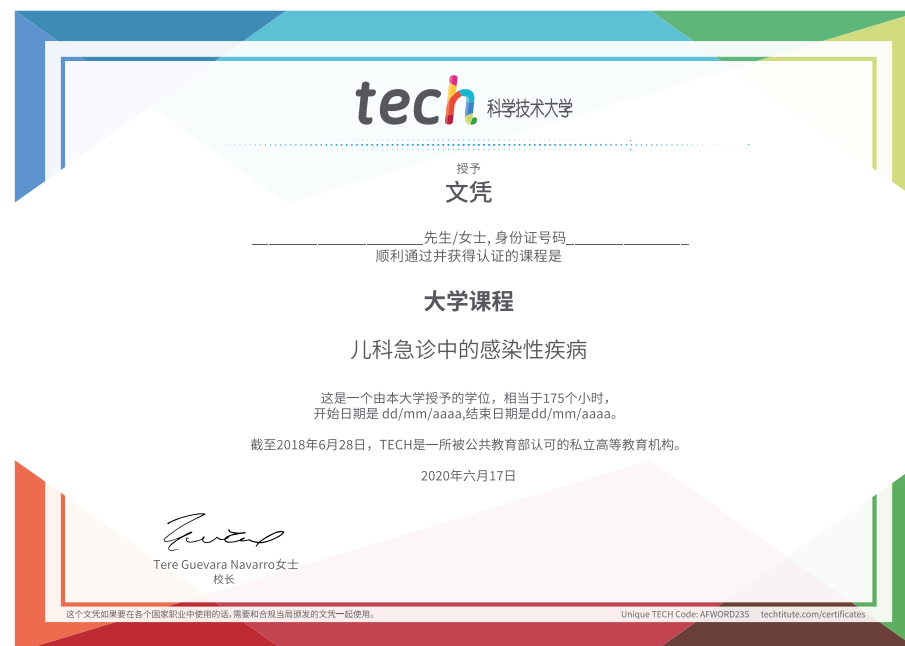 tech 科学技术大学
授予
文凭
________________________先生/女士, 身份证号码_________________
顺利通过并获得认证的课程是
大学课程
儿科急诊中的感染性疾病
这是一个由本大学授予的学位，相当于175个小时，
开始日期是 dd/mm/aaaa,结束日期是dd/mm/aaaa。
截至2018年6月28日，TECH是一所被公共教育部认可的私立高等教育机构。
2020年六月17日
Tere Guevara Navarro女士
校长
这个文凭如果要在各个国家职业中使用的话, 需要和合规当局颁发的文凭一起使用。
Unique TECH Code: AFWORD23S techtitute.com/certificates